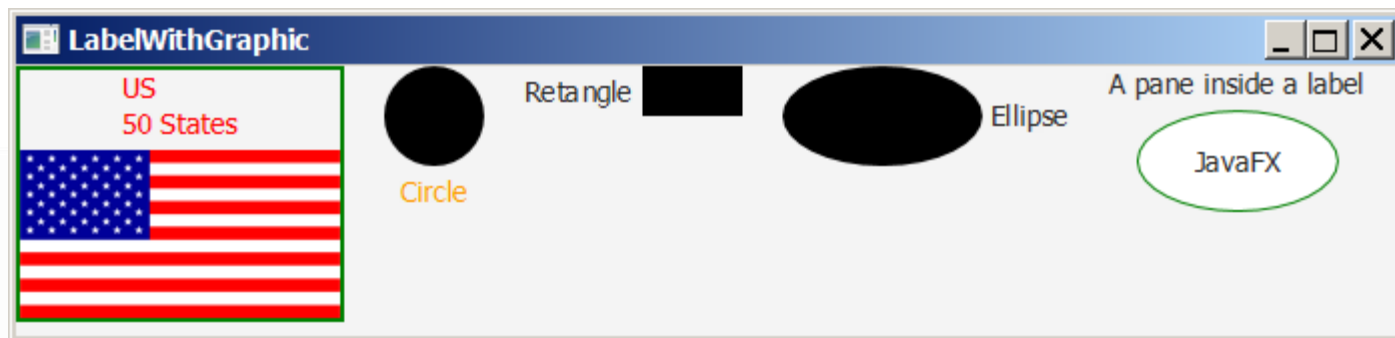 LabelWithGraphic
US
50 States
Circle
Retangle
Ellipse
A pane inside a label
JavaFX